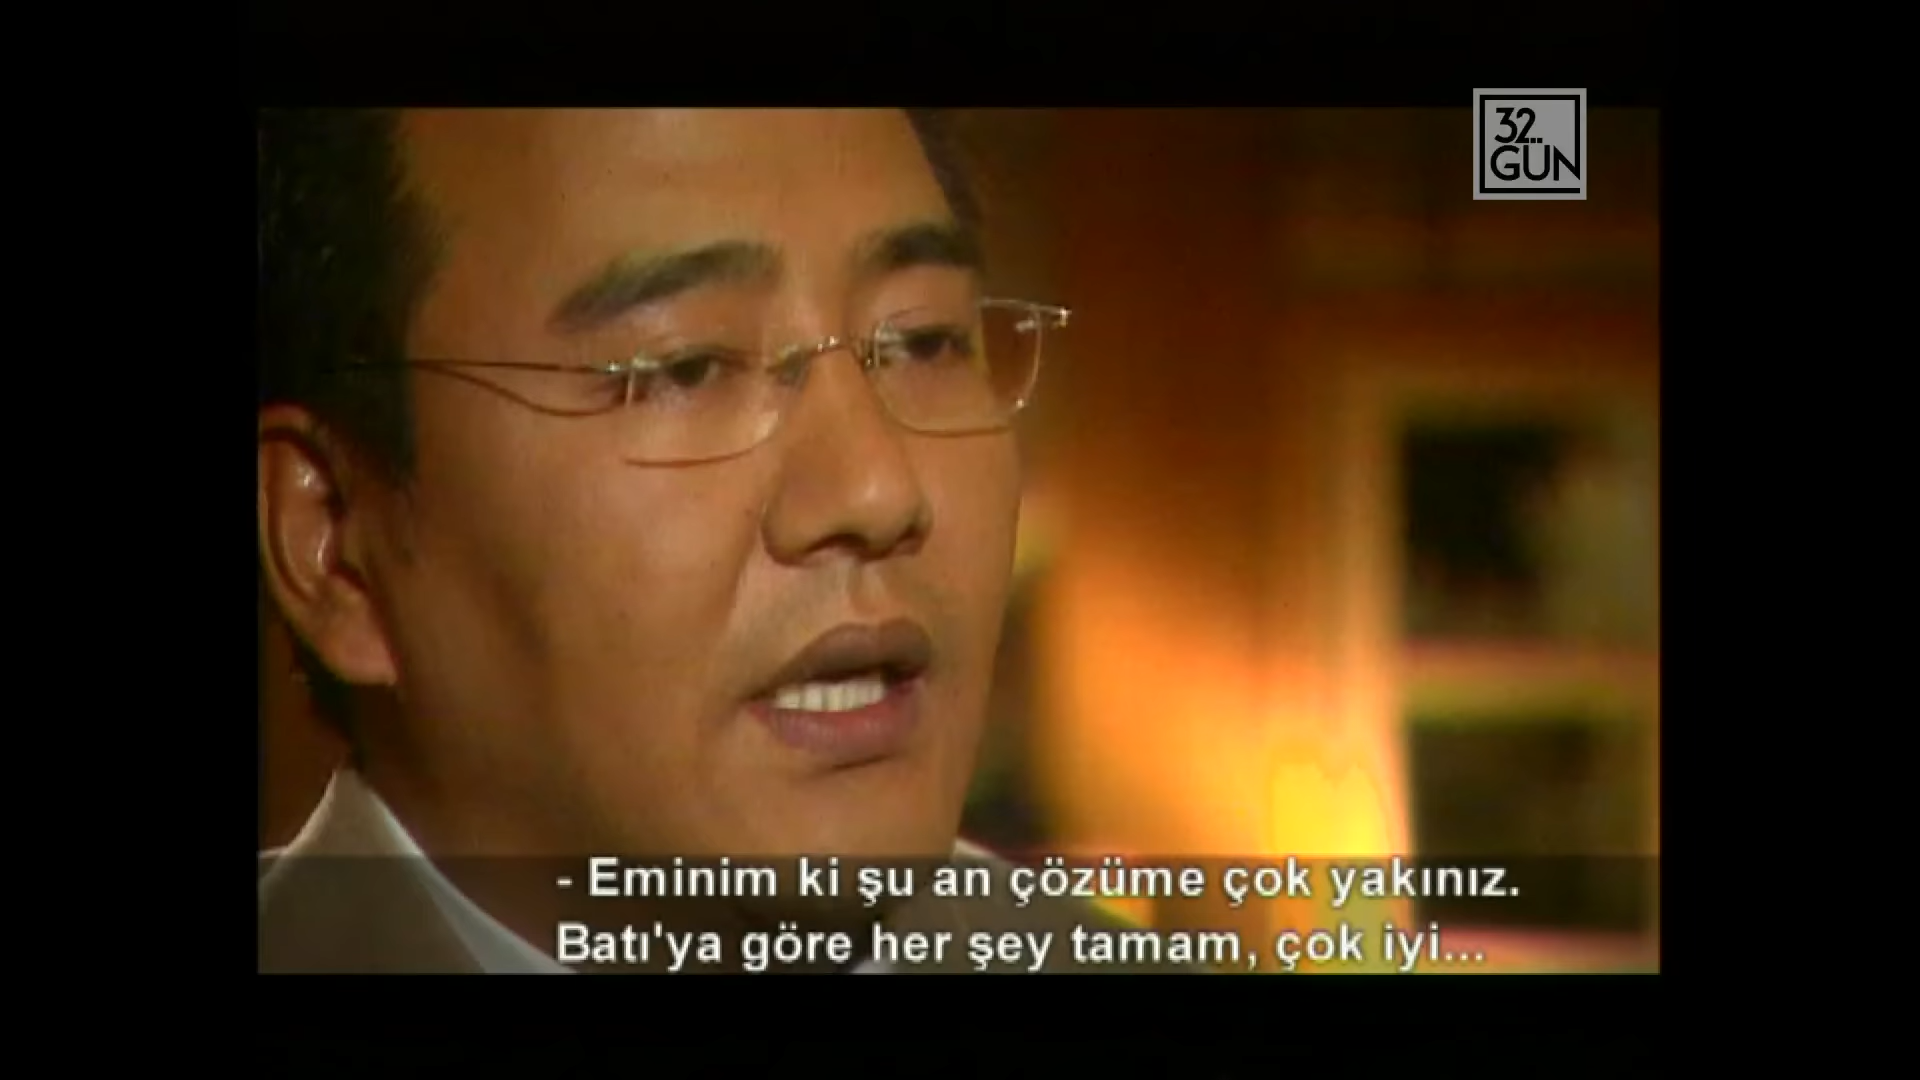 32.
GÜN
- Eminim ki şu an çözüme çok yakınız.
Batı'ya göre her şey tamam, çok iyi...